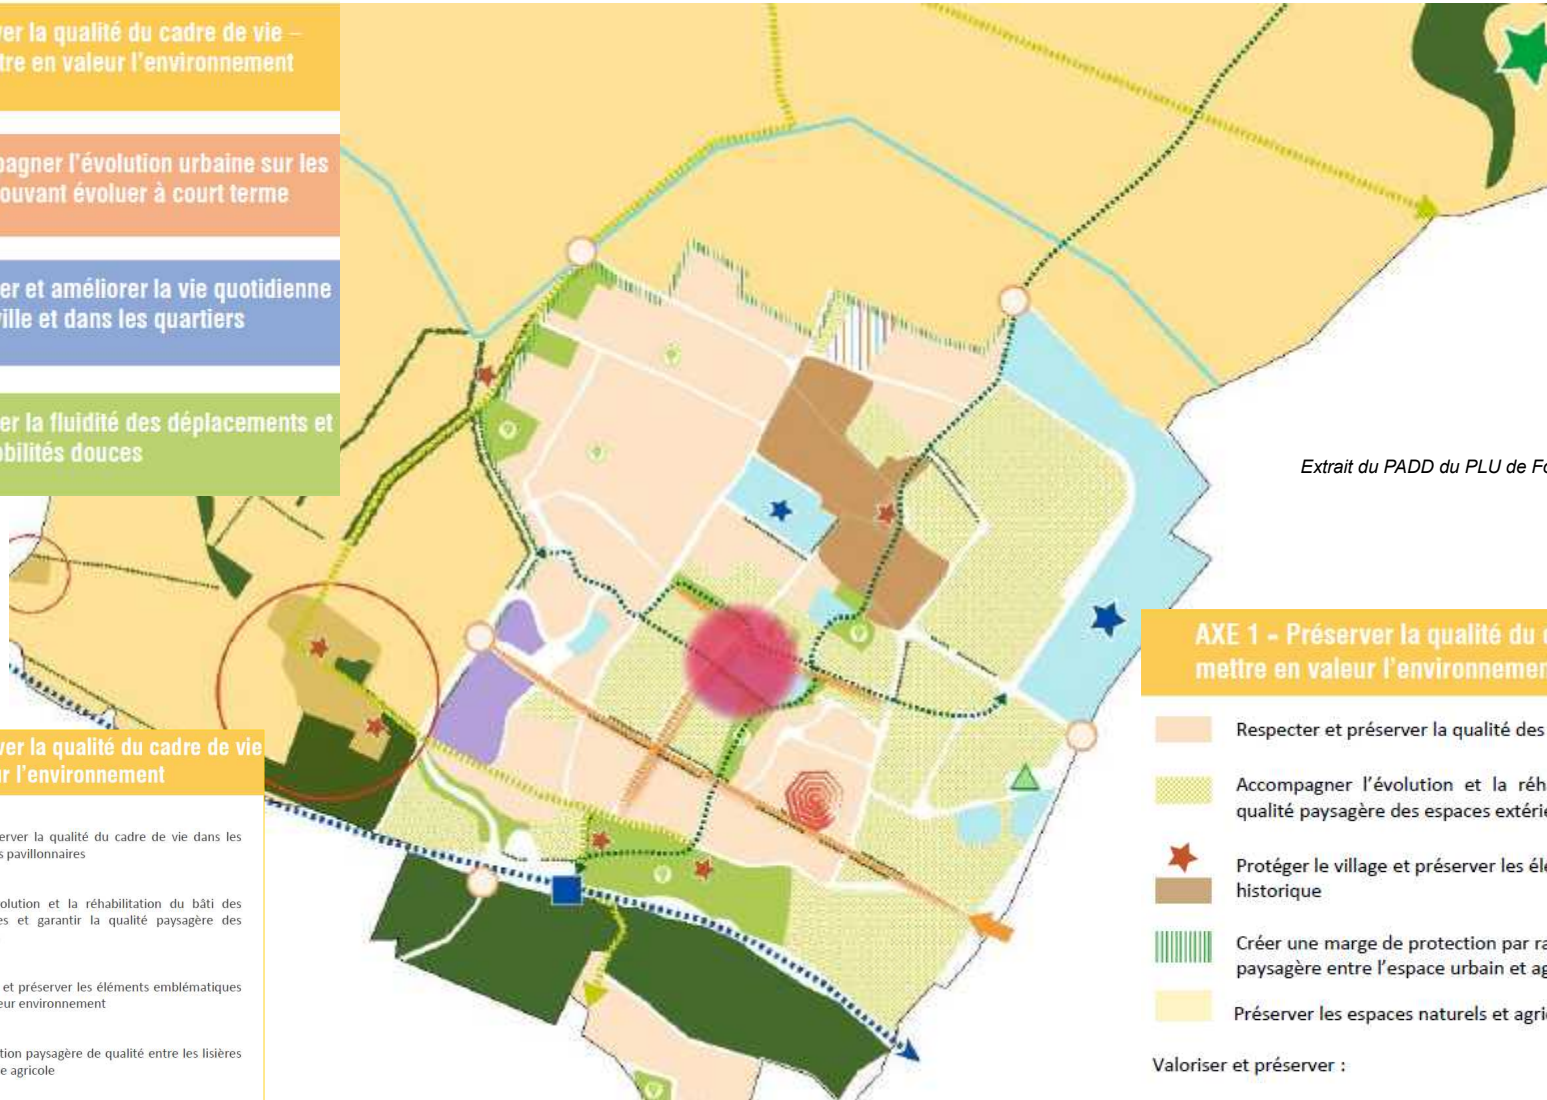 er la qualité du cadre de vie –
tre en valeur l'environnement
pagner l'évolution urbaine sur les
ouvant évoluer à court terme
er et améliorer la vie quotidienne
ville et dans les quartiers
er la fluidité des déplacements et
obilités douces
Extrait du PADD du PLU de Fo
ver la qualité du cadre de vie
r l'environnement
erver la qualité du cadre de vie dans les
s pavillonnaires
olution et la réhabilitation du bâti des
es et garantir la qualité paysagère des
et préserver les éléments emblématiques
eur environnement
tion paysagère de qualité entre les lisières
e agricole
AXE 1 - Préserver la qualité du c
mettre en valeur l'environnemen
Respecter et préserver la qualité des
Accompagner l'évolution et la réh
qualité paysagère des espaces extéri
Protéger le village et préserver les élé
historique
Créer une marge de protection par ra
paysagère entre l'espace urbain et ag
Préserver les espaces naturels et agri
Valoriser et préserver :